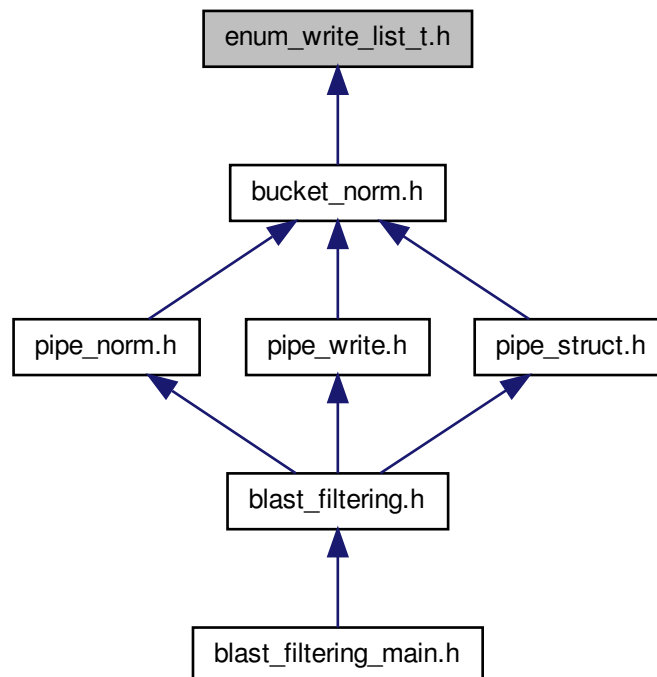 enum_write_list_t.h
bucket_norm.h
pipe_norm.h
pipe_write.h
pipe_struct.h
blast_filtering.h
blast_filtering_main.h